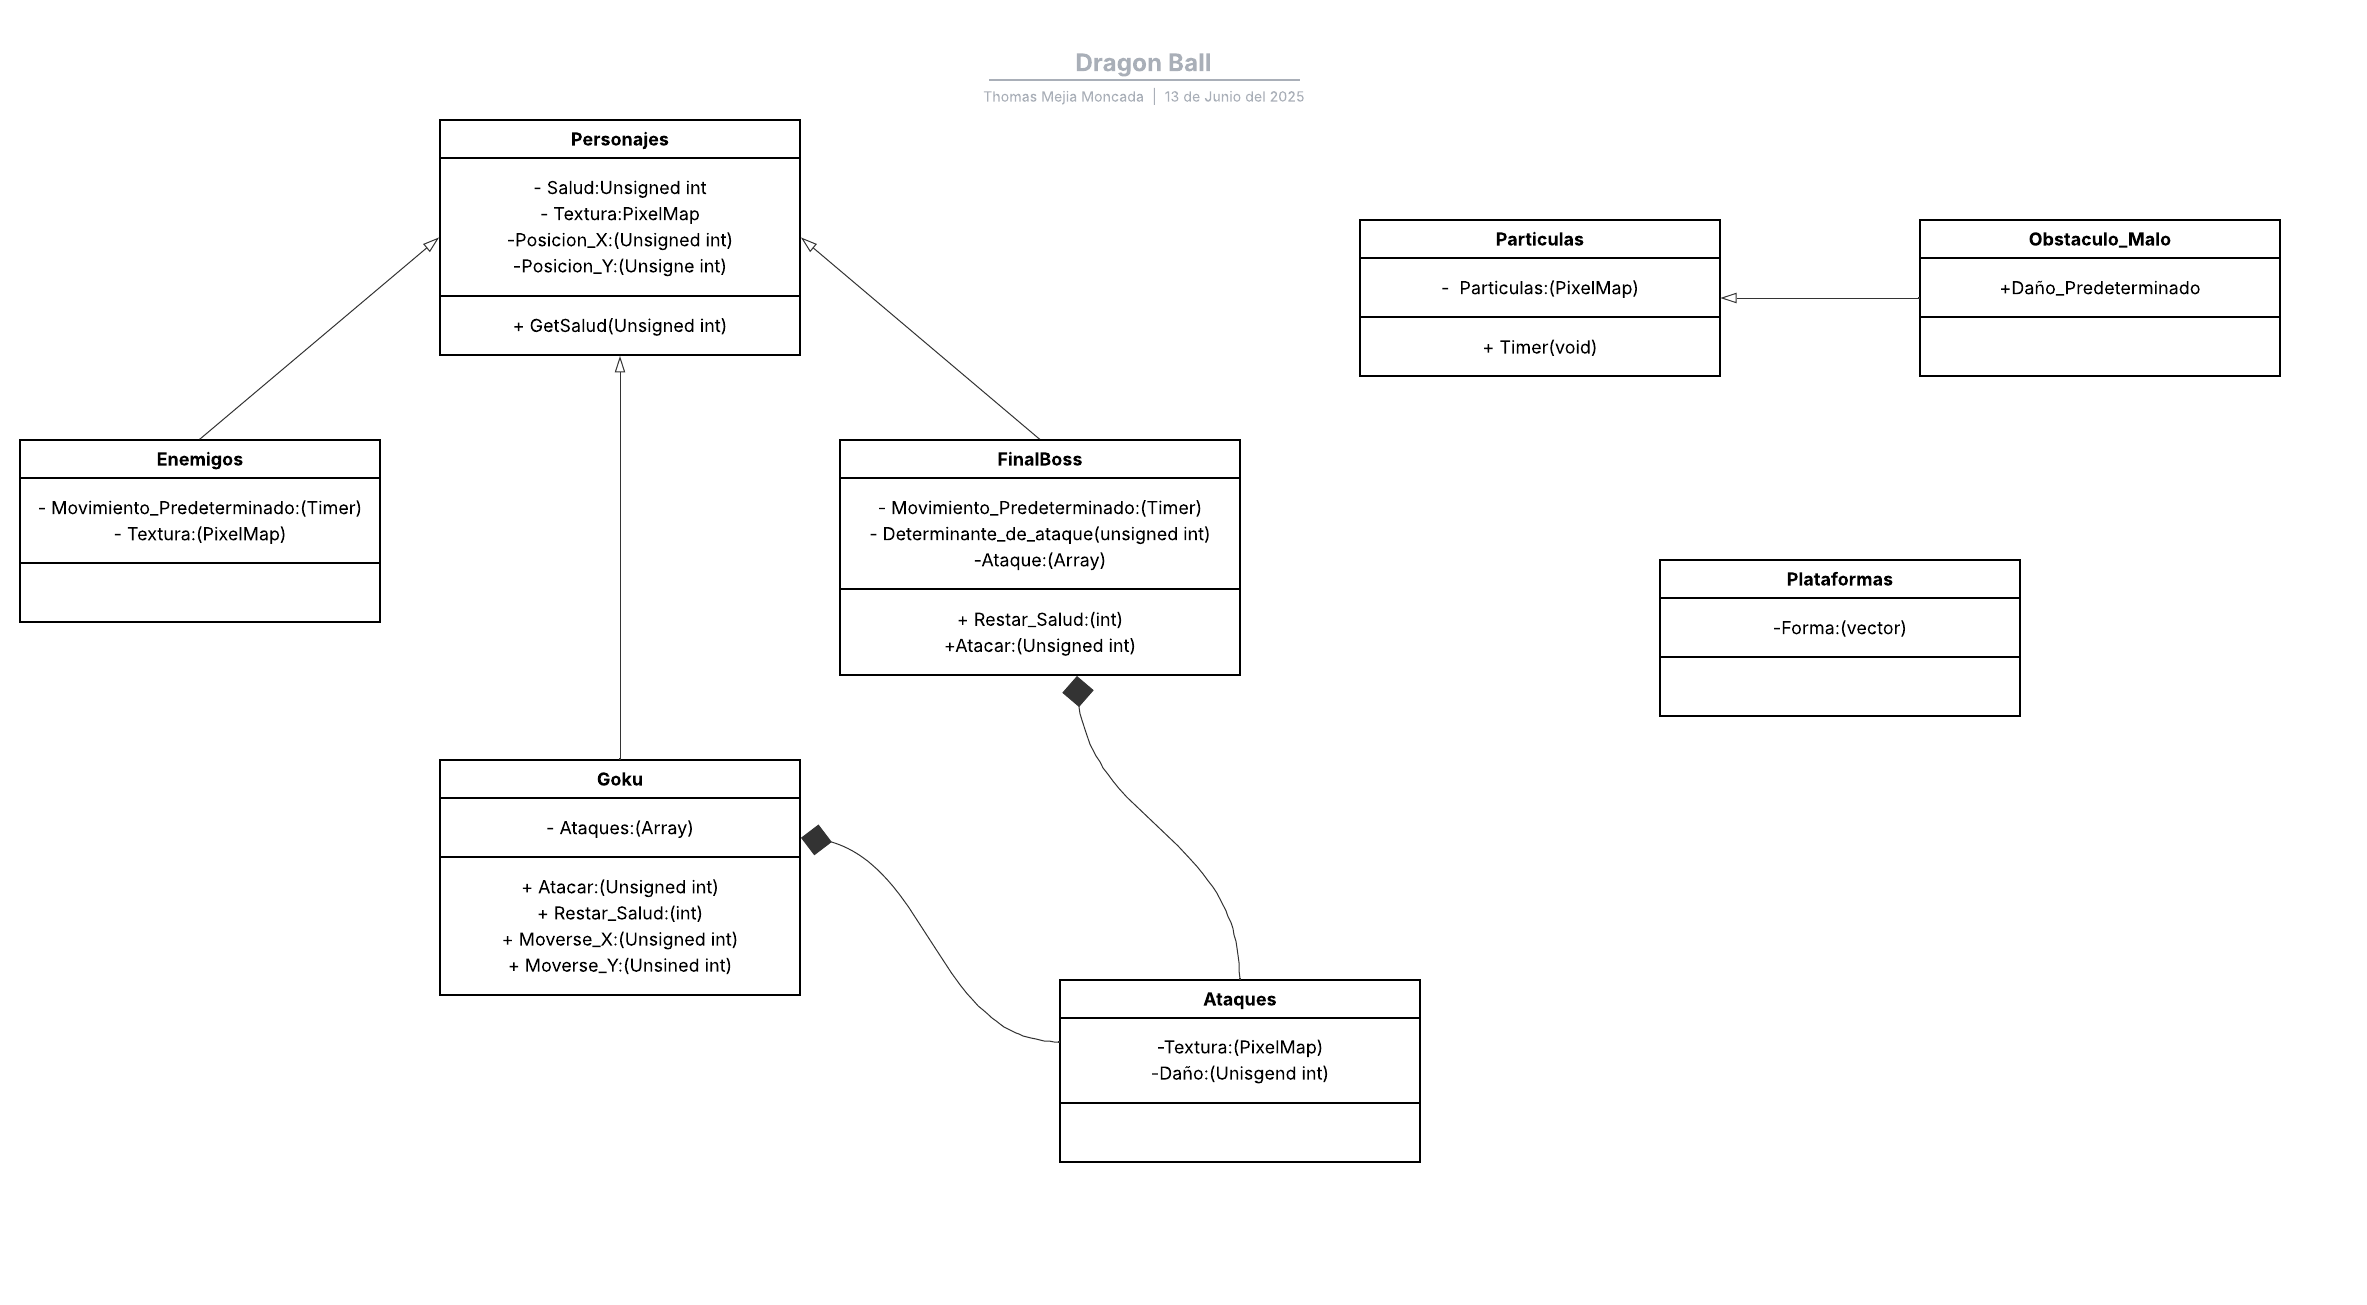 Dragon Ball
Thomas Mejia Moncada | 13 de Junio del 2025
Personajes
- Salud:Unsigned int
- Textura:PixelMap
-Posicion_X:(Unsigned int)
-Posicion_Y:(Unsigne int)
+ GetSalud(Unsigned int)
Particulas
- Particulas:(PixelMap)
+ Timer(void)
Obstaculo_Malo
+Daño_Predeterminado
Enemigos
- Movimiento_Predeterminado:(Timer)
- Textura:(PixelMap)
FinalBoss
- Movimiento_Predeterminado:(Timer)
- Determinante_de_ataque(unsigned int)
-Ataque:(Array)
+ Restar_Salud:(int)
+Atacar:(Unsigned int)
Plataformas
-Forma:(vector)
Goku
- Ataques:(Array)
+ Atacar:(Unsigned int)
+ Restar_Salud:(int)
+ Moverse_X:(Unsigned int)
+ Moverse_Y:(Unsined int)
Ataques
-Textura:(PixelMap)
-Daño:(Unisgend int)